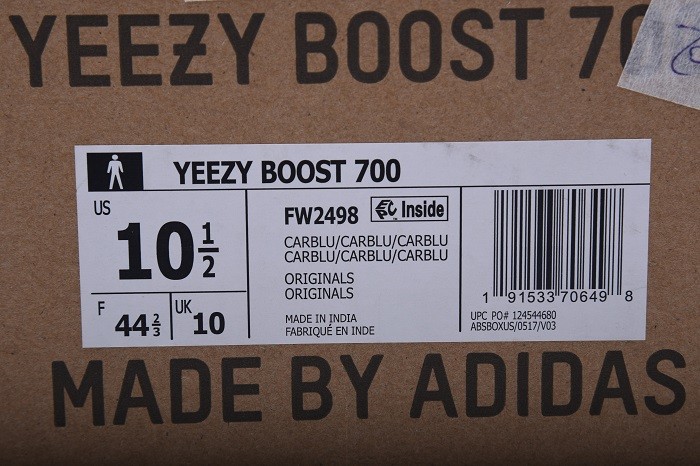 YEEZY BOOST 70
YEEZY BOOST 700
US
10 1/2
F
44 2/3
UK
10
FW2498
Inside
CARBLU/CARBLU/CARBLU
CARBLU/CARBLU/CARBLU
ORIGINALS
ORIGINALS
MADE IN INDIA
FABRIQUÉ EN INDE
1 91533 70649 8
UPC PO# 124544680
ABSBOXUS/0517/V03
MADE BY ADIDAS